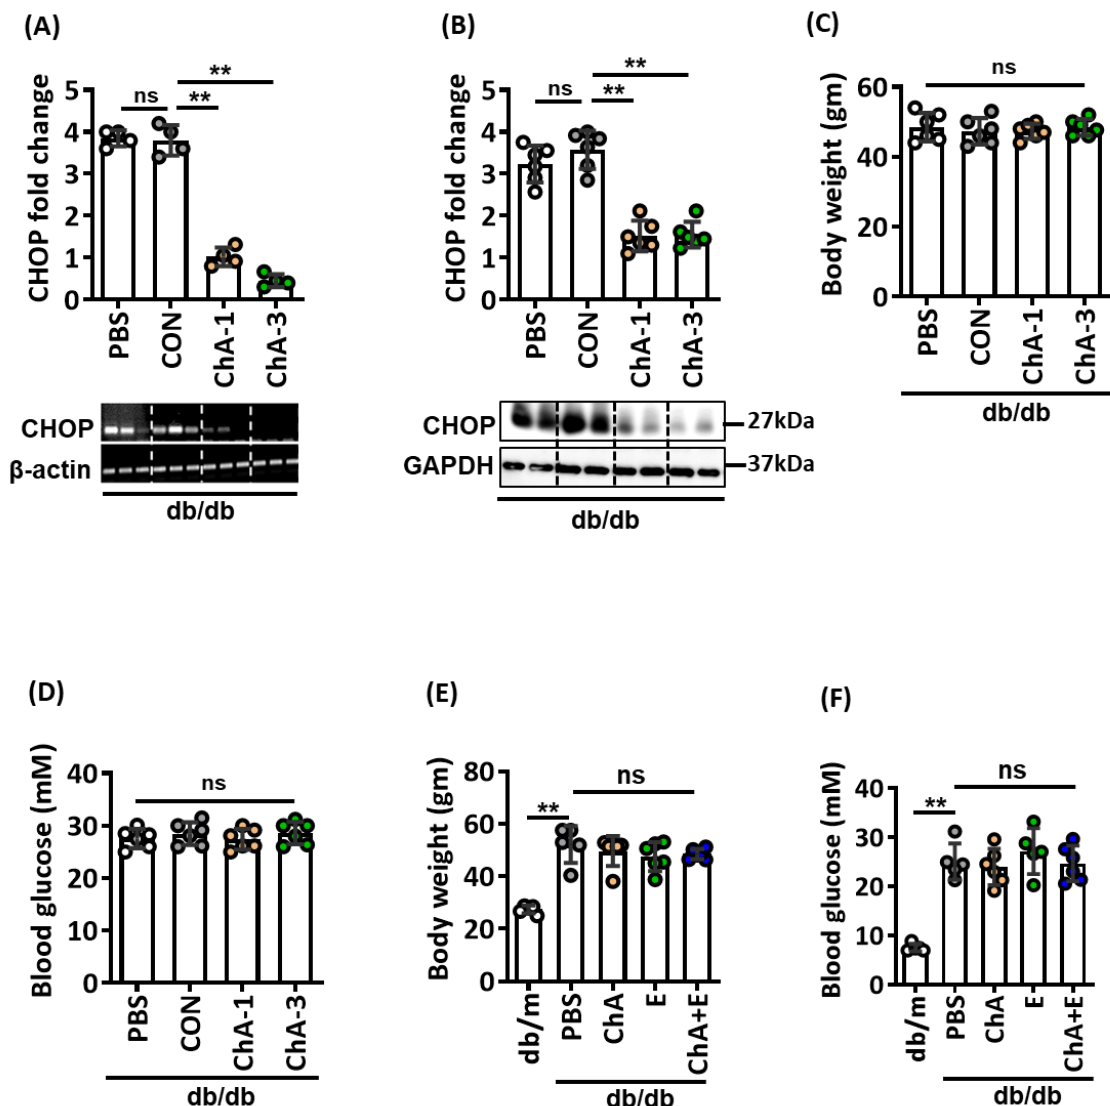 (A)
**
ns
**
CHOP fold change
5
4
3
2
1
0
PBS
CON
ChA-1
ChA-3
CHOP
β-actin
db/db
(B)
**
ns
**
CHOP fold change
5
4
3
2
1
0
PBS
CON
ChA-1
ChA-3
CHOP
27kDa
GAPDH
37kDa
db/db
(C)
ns
Body weight (gm)
60
40
20
0
PBS
CON
ChA-1
ChA-3
db/db
(D)
ns
Blood glucose (mM)
40
30
20
10
0
PBS
CON
ChA-1
ChA-3
db/db
(E)
ns
**
Body weight (gm)
80
60
40
20
0
db/m
PBS
ChA
E
ChA+E
db/db
(F)
ns
**
Blood glucose (mM)
40
30
20
10
0
db/m
PBS
ChA
E
ChA+E
db/db